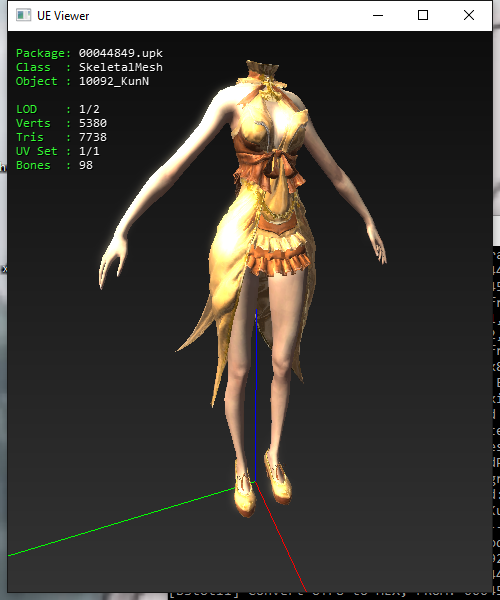 UE Viewer
Package: 00044849.upk
Class  : SkeletalMesh
Object : 10092_KunN
LOD    : 1/2
Verts  : 5380
Tris   : 7738
UV Set : 1/1
Bones  : 98